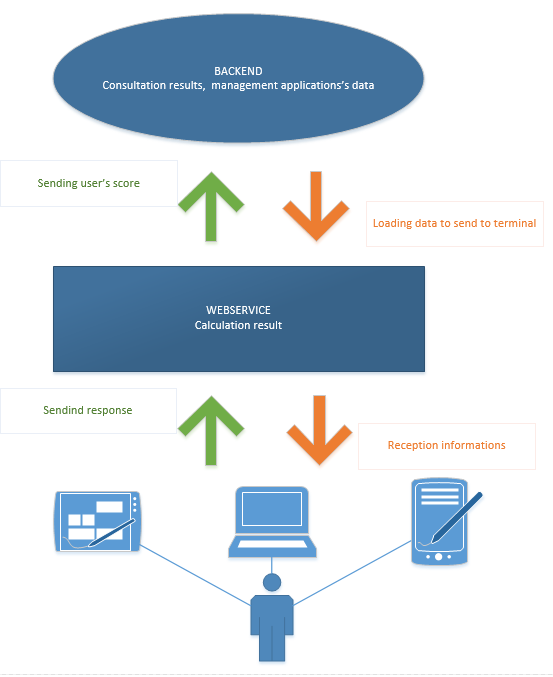 BACKEND
Consultation results, management applications's data
Sending user's score
Loading data to send to terminal
WEBSERVICE
Calculation result
Sendind response
Reception informations